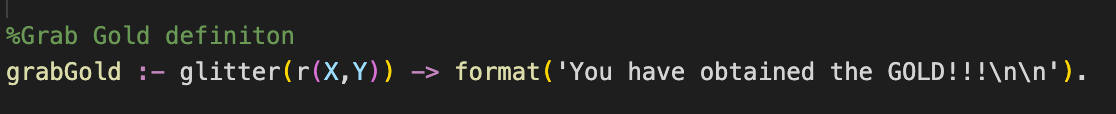 %Grab Gold definiton
grabGold :- glitter(r(X,Y)) -> format('You have obtained the GOLD!!!\n\n').